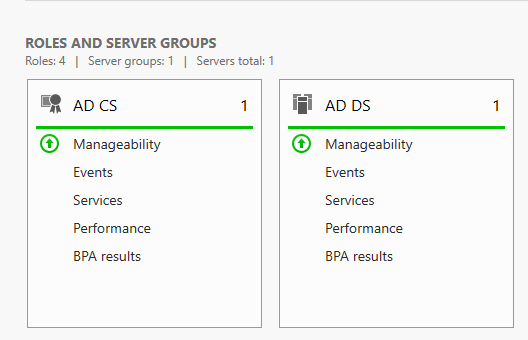 ROLES AND SERVER GROUPS
Roles: 4 | Server groups: 1 | Servers total: 1
AD CS 1
Manageability
Events
Services
Performance
BPA results
AD DS 1
Manageability
Events
Services
Performance
BPA results